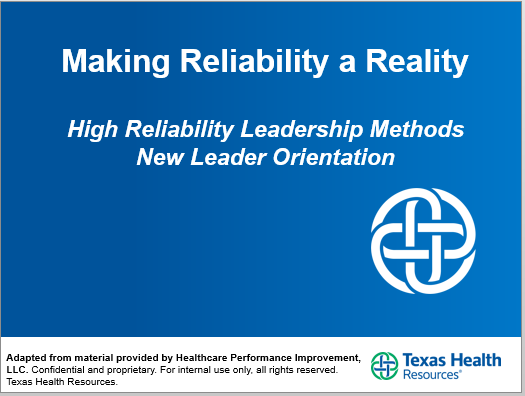 Making Reliability a Reality
High Reliability Leadership Methods
New Leader Orientation
Adapted from material provided by Healthcare Performance Improvement,
LLC. Confidential and proprietary. For internal use only, all rights reserved.
Texas Health Resources.
Texas Health
Resources®